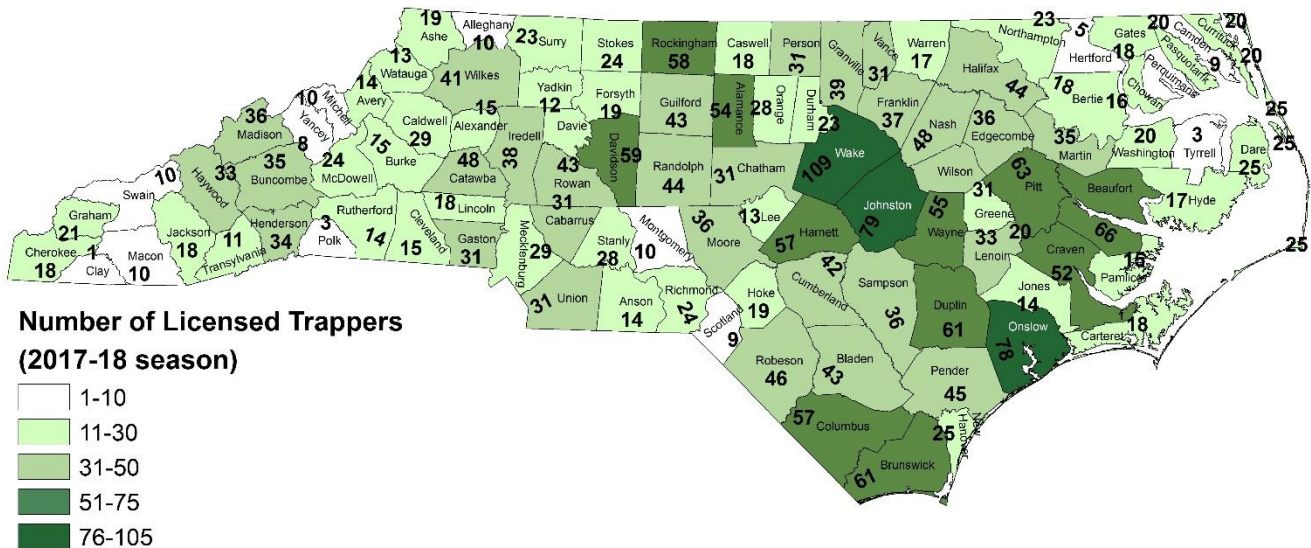 19
Ashe
Alleghany
10
23
Surry
Stokes
24
Rockingham
58
Caswell
18
Person
31
Granville
39
Vance
31
Warren
17
Northampton
23
5
Hertford
Gates
18
20
Camden
Currituck
20
Pasquotank
9
20
Perquimans
Chowan
16
13
Watauga
41
Wilkes
14
Avery
10
Mitchell
Yancey
8
Caldwell
29
15
Alexander
Yadkin
12
Davie
Forsyth
19
Guilford
43
Alamance
54
28
Orange
Durham
23
Franklin
37
Halifax
44
18
Bertie
Nash
48
36
Edgecombe
35
Martin
20
Washington
3
Tyrrell
25
Dare
25
25
36
Madison
33
Haywood
35
Buncombe
24
McDowell
15
Burke
48
Catawba
Iredell
38
43
Rowan
31
Davidson
59
Randolph
44
31
Chatham
Wake
109
Johnston
79
Wilson
31
Greene
20
63
Pitt
Beaufort
66
17
Hyde
10
Swain
Graham
21
Cherokee
18
1
Clay
Macon
10
Jackson
18
11
Transylvania
Henderson
34
3
Polk
Rutherford
14
Cleveland
15
18
Lincoln
Gaston
31
Mecklenburg
29
Cabarrus
Stanly
28
Montgomery
10
36
Moore
13
Lee
57
Harnett
55
Wayne
33
Lenoir
Craven
52
15
Pamlico
25
31
Union
Anson
14
Richmond
24
Scotland
9
Hoke
19
42
Cumberland
Sampson
36
Duplin
61
Jones
14
Onslow
78
18
Carteret
Robeson
46
Bladen
43
Pender
45
57
Columbus
Brunswick
61
25
New
Hanover
Number of Licensed Trappers
(2017-18 season)
1-10
11-30
31-50
51-75
76-105